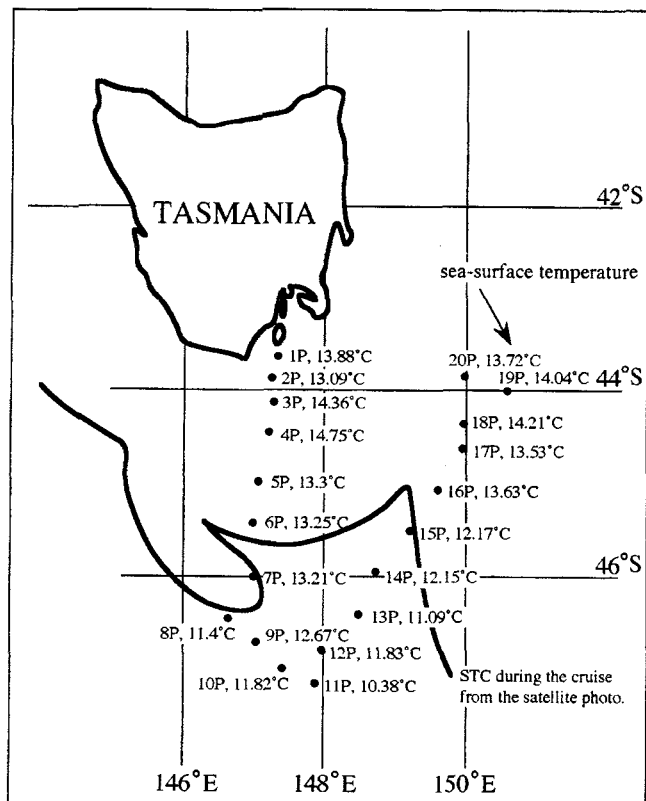 TASMANIA
42°S
sea-surface temperature
1P, 13.88°C
20P, 13.72°C
2P, 13.09°C
19P, 14.04°C
44°S
3P, 14.36°C
18P, 14.21°C
4P, 14.75°C
17P, 13.53°C
5P, 13.3°C
16P, 13.63°C
6P, 13.25°C
15P, 12.17°C
46°S
7P, 13.21°C
14P, 12.15°C
13P, 11.09°C
8P, 11.4°C
9P, 12.67°C
12P, 11.83°C
STC during the cruise
from the satellite photo.
10P, 11.82°C
11P, 10.38°C
146°E
148°E
150°E